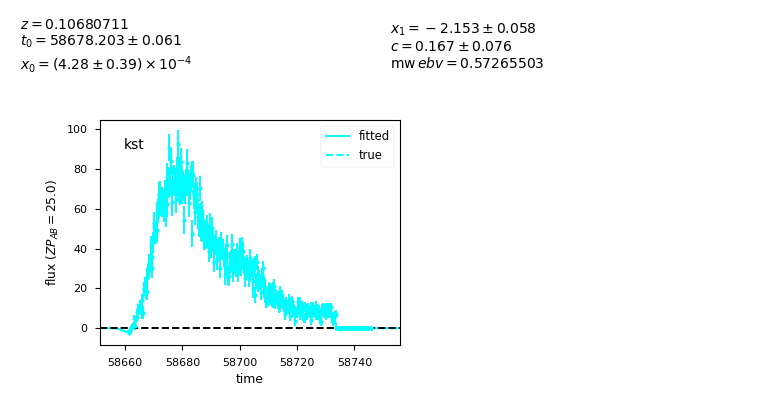 z = 0.10680711
t₀ = 58678.203 ± 0.061
x₀ = (4.28 ± 0.39) × 10⁻⁴
x₁ = −2.153 ± 0.058
c = 0.167 ± 0.076
mwebv = 0.57265503
kst
fitted
true
flux (ZP_AB = 25.0)
100
80
60
40
20
0
58660 58680 58700 58720 58740
time